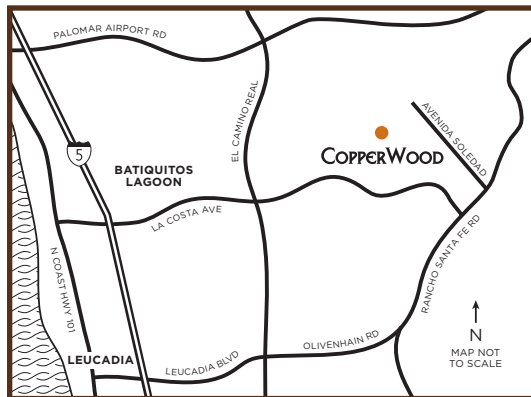 PALOMAR AIRPORT RD
EL CAMINO REAL
AVENIDA SOLEDAD
5
COPPERWOOD
BATIQUITOS
LAGOON
LA COSTA AVE
N COAST HWY 101
RANCHO SANTA FE RD
N
MAP NOT
TO SCALE
LEUCADIA
LEUCADIA BLVD
OLIVENHAIN RD